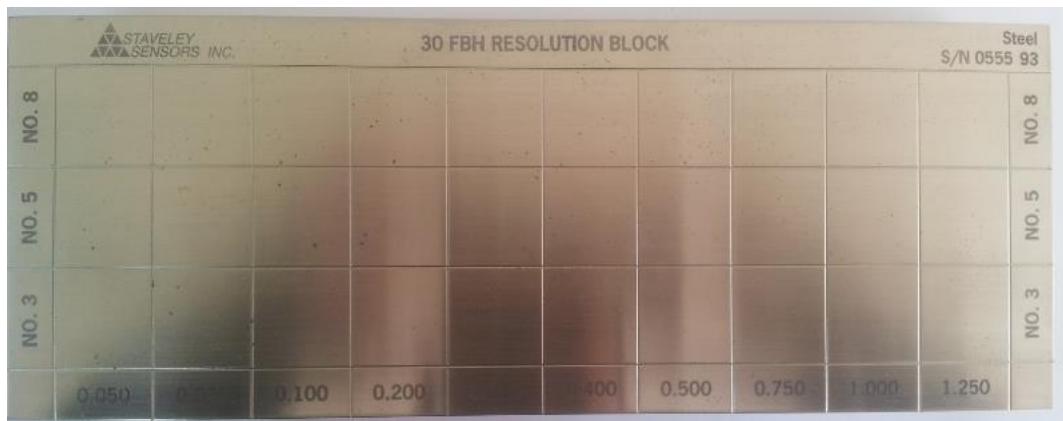 STAVELEY
SENSORS INC.
30 FBH RESOLUTION BLOCK
Steel
S/N 0555 93
NO. 8
NO. 8
NO. 5
NO. 5
NO. 3
NO. 3
0.050 0.100 0.200 0.400 0.500 0.750 1.000 1.250